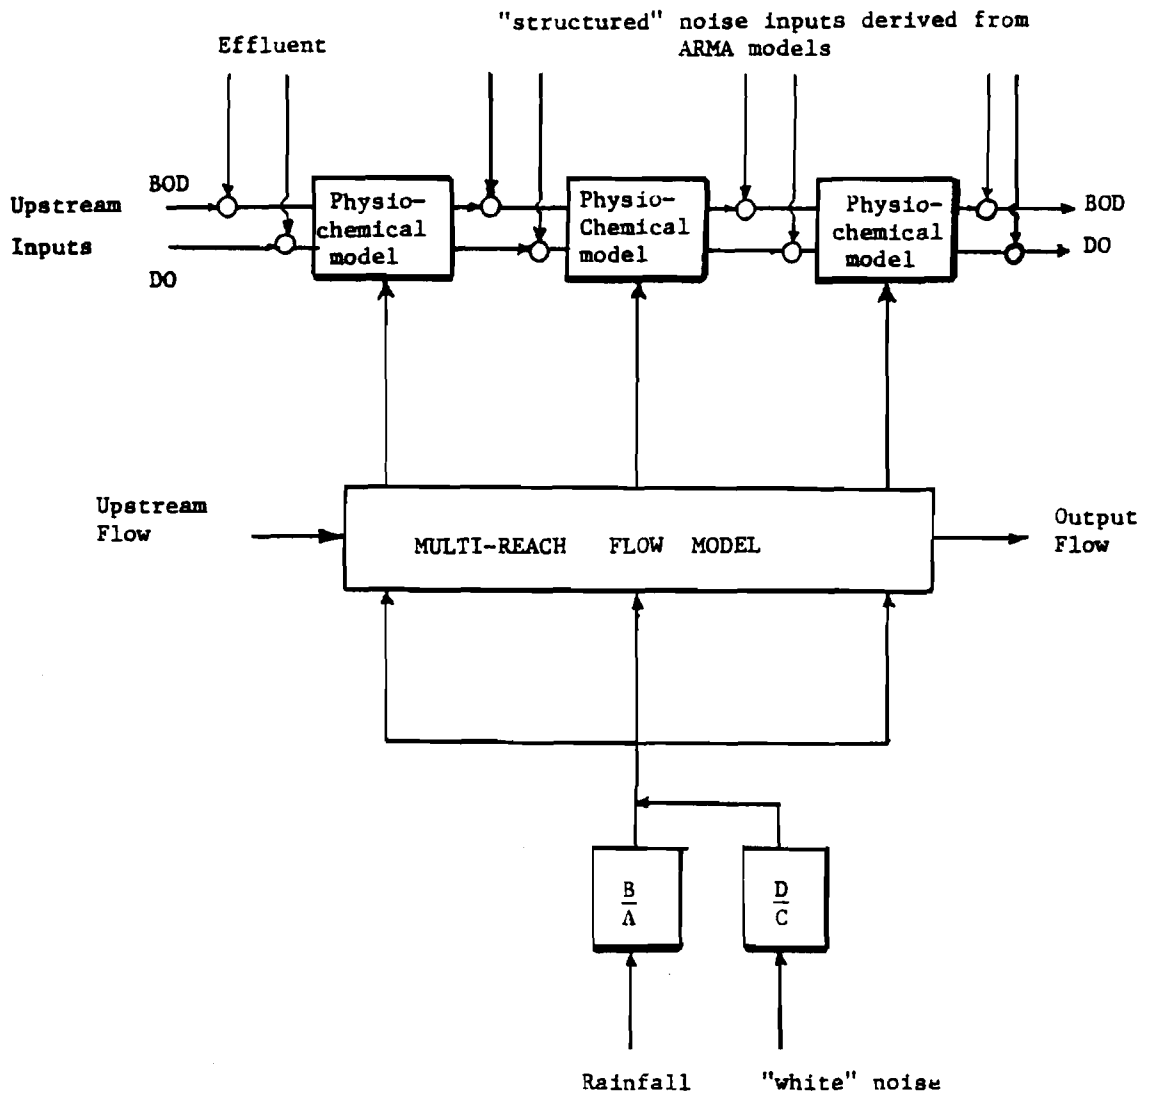 "structured" noise inputs derived from
ARMA models
Effluent
BOD
Upstream
Inputs
DO
Physio-
chemical
model
Physio-
Chemical
model
Physio-
chemical
model
BOD
DO
Upstream
Flow
MULTI-REACH FLOW MODEL
Output
Flow
B
A
D
C
Rainfall
"white" noise